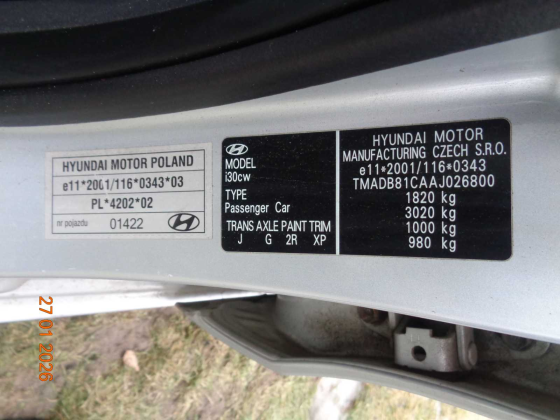 HYUNDAI MOTOR POLAND
e11*2001/116*0343*03
PL*4202*02
nr pojazdu 01422
MODEL
i30cw
TYPE
Passenger Car
TRANS AXLE PAINT TRIM
J G 2R XP
HYUNDAI MOTOR
MANUFACTURING CZECH S.R.O.
e11*2001/116*0343
TMADB81CAAJ026800
1820 kg
3020 kg
1000 kg
980 kg
27 01 2026